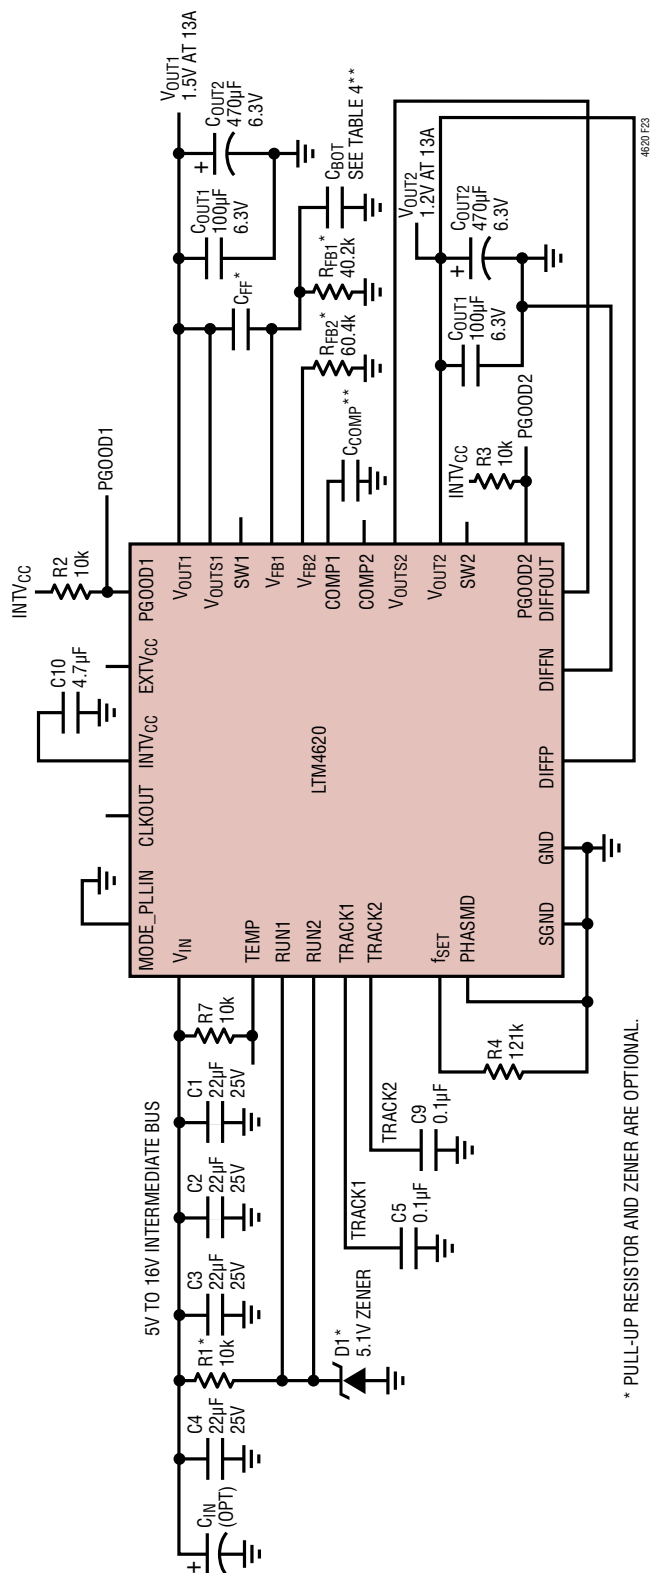 5V TO 16V INTERMEDIATE BUS
CIN
(OPT)
+
C4
22µF
25V
R1*
10k
C3
22µF
25V
C2
22µF
25V
C1
22µF
25V
R7
10k
D1*
5.1V ZENER
TRACK1
C5
0.1µF
TRACK2
C9
0.1µF
R4
121k
MODE_PLLIN
CLKOUT
INTVCC
EXTVCC
PGOOD1
C10
4.7µF
INTVCC
R2
10k
PGOOD1
VIN
TEMP
RUN1
RUN2
TRACK1
TRACK2
fSET
PHASMD
LTM4620
VOUT1
VOUTS1
SW1
VFB1
VFB2
COMP1
COMP2
VOUTS2
VOUT2
SW2
PGOOD2
SGND
GND
DIFFP
DIFFN
DIFFOUT
VOUT1
1.5V AT 13A
COUT1
100µF
6.3V
+
COUT2
470µF
6.3V
CFF*
CBOT
SEE TABLE 4**
RFB1*
40.2k
RFB2*
60.4k
CCOMP**
VOUT2
1.2V AT 13A
COUT1
100µF
6.3V
+
COUT2
470µF
6.3V
INTVCC
R3
10k
PGOOD2
4620 F23
* PULL-UP RESISTOR AND ZENER ARE OPTIONAL.